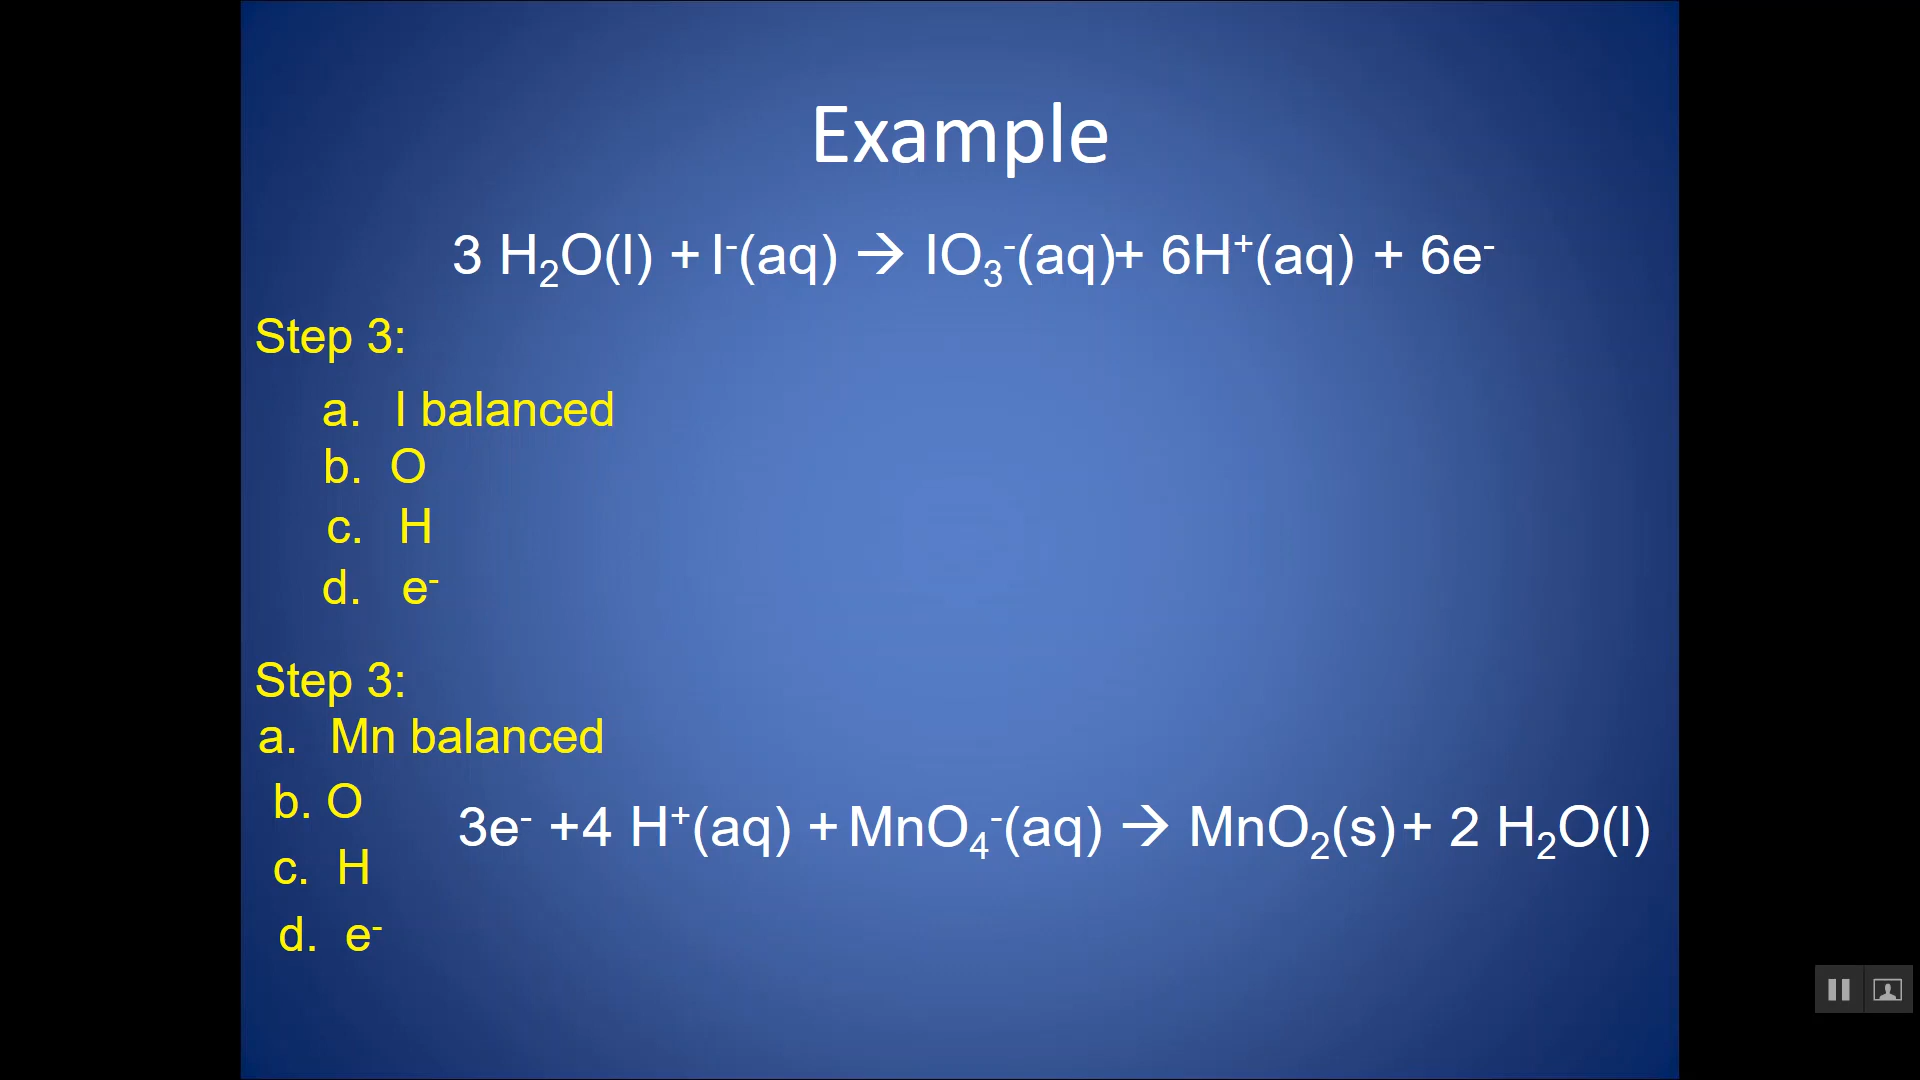 Example
3 H₂O(l) + I⁻(aq) → IO₃⁻(aq)+ 6H⁺(aq) + 6e⁻
Step 3:
a. I balanced
b. O
c. H
d. e⁻
Step 3:
a. Mn balanced
b. O
3e⁻ +4 H⁺(aq) + MnO₄⁻(aq) → MnO₂(s)+ 2 H₂O(l)
c. H
d. e⁻